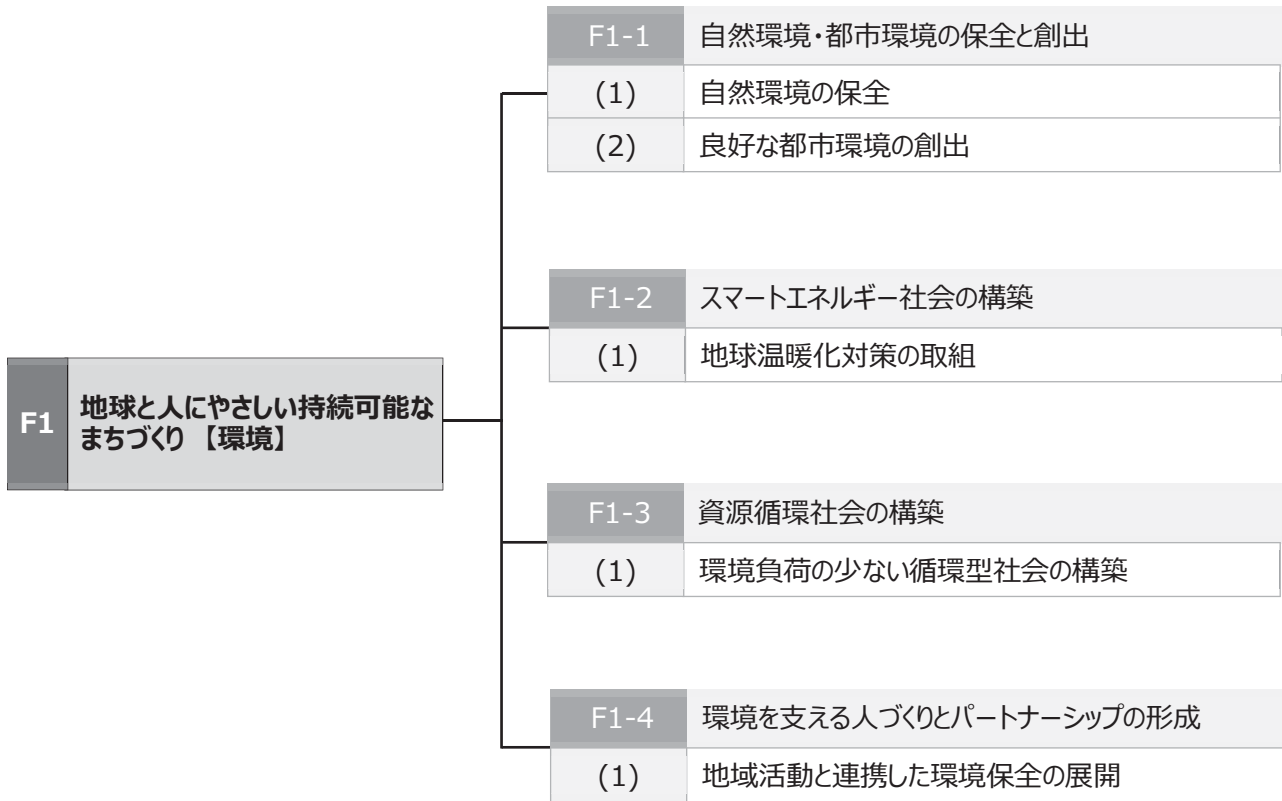 F1 地球と人にやさしい持続可能な
まちづくり 【環境】
F1-1 自然環境・都市環境の保全と創出
(1) 自然環境の保全
(2) 良好な都市環境の創出
F1-2 スマートエネルギー社会の構築
(1) 地球温暖化対策の取組
F1-3 資源循環社会の構築
(1) 環境負荷の少ない循環型社会の構築
F1-4 環境を支える人づくりとパートナーシップの形成
(1) 地域活動と連携した環境保全の展開